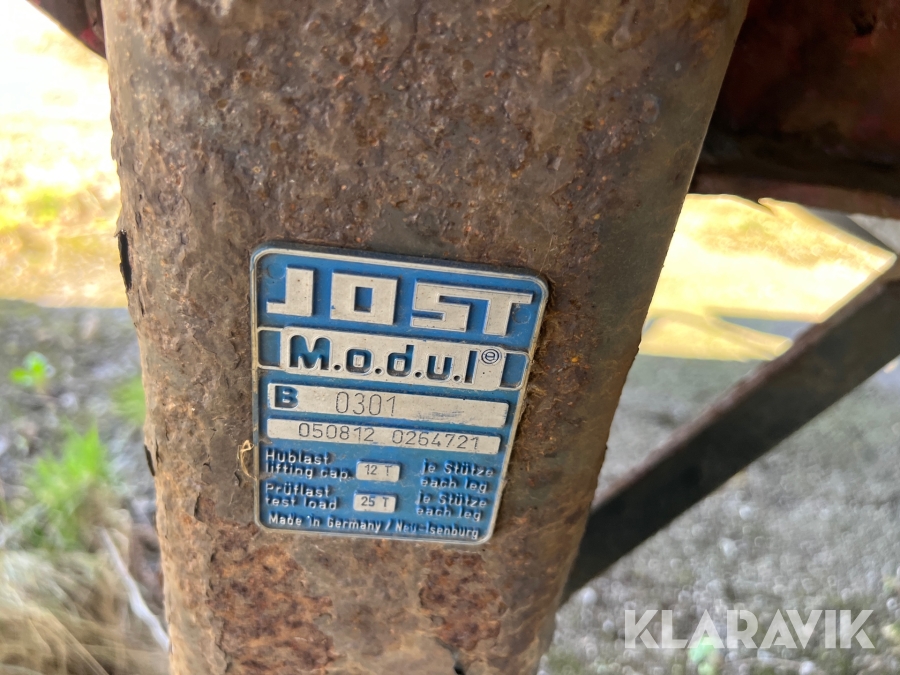 JOST
M.o.d.u.l e
B 0301
050812 0264721
Hublast
lifting cap. 12 T je Stütze
each leg
Prüflast
test load 25 T je Stütze
each leg
Made in Germany / Neu-Isenburg
KLARAVIK